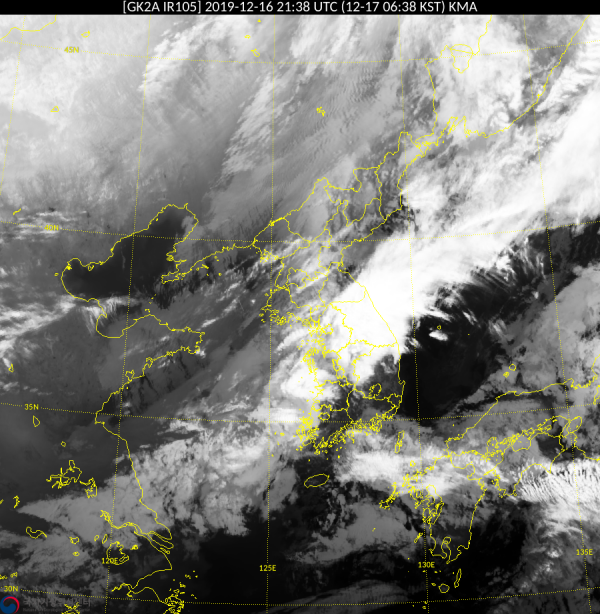 [GK2A IR105] 2019-12-16 21:38 UTC (12-17 06:38 KST) KMA
45N
40N
35N
135E
130E
120E
125E
30N